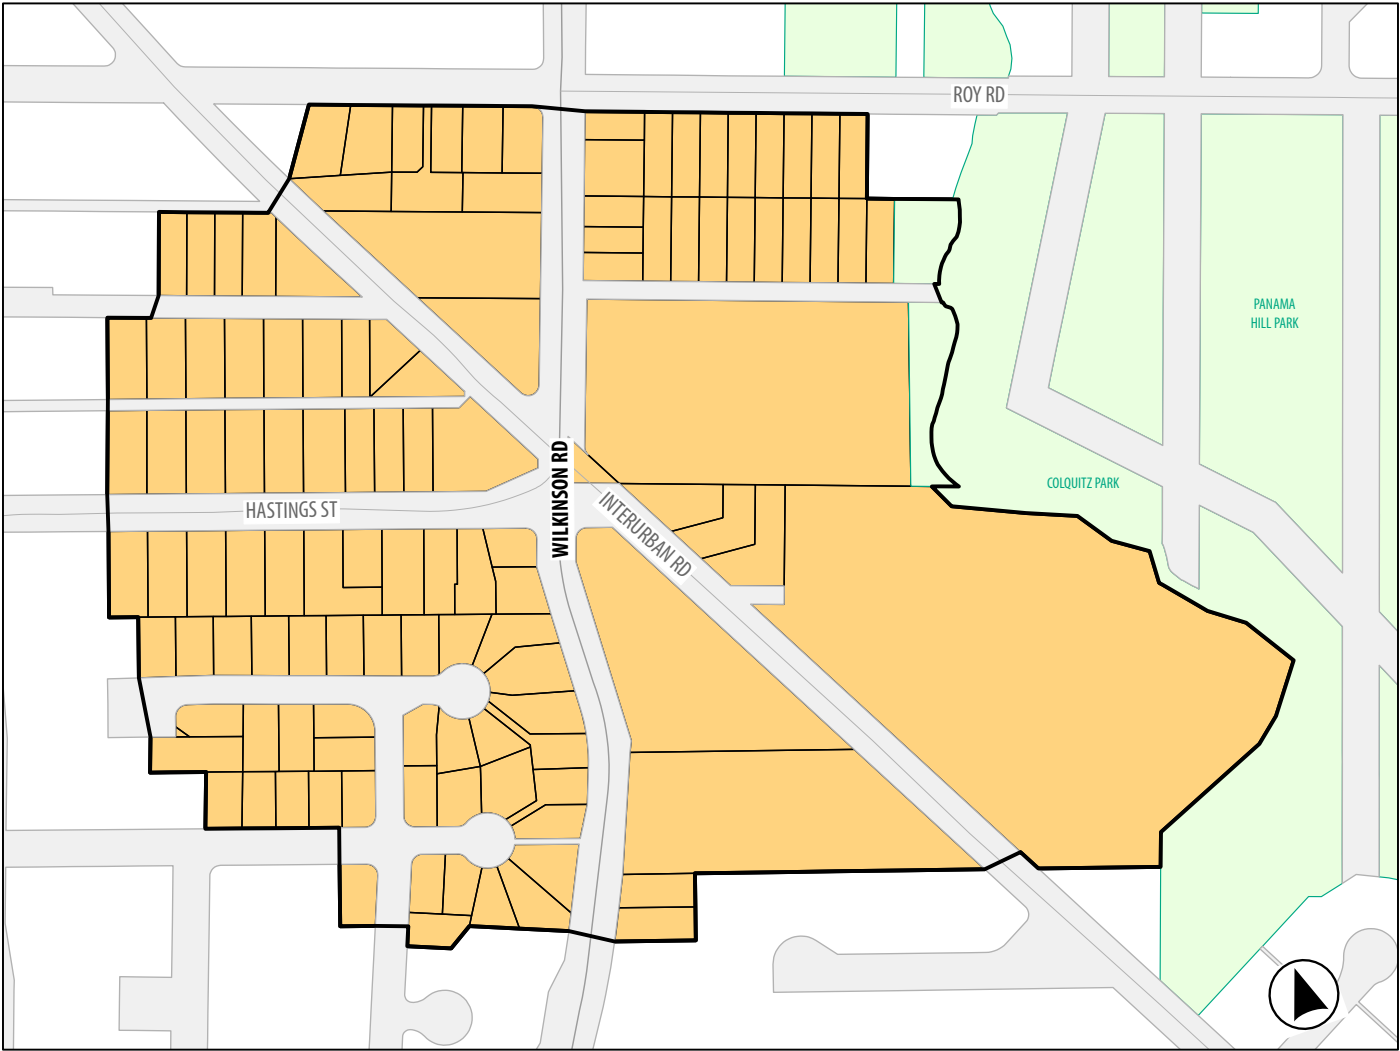 ROY RD
PANAMA
HILL PARK
COLQUITZ PARK
WILKINSON RD
HASTINGS ST
INTERURBAN RD